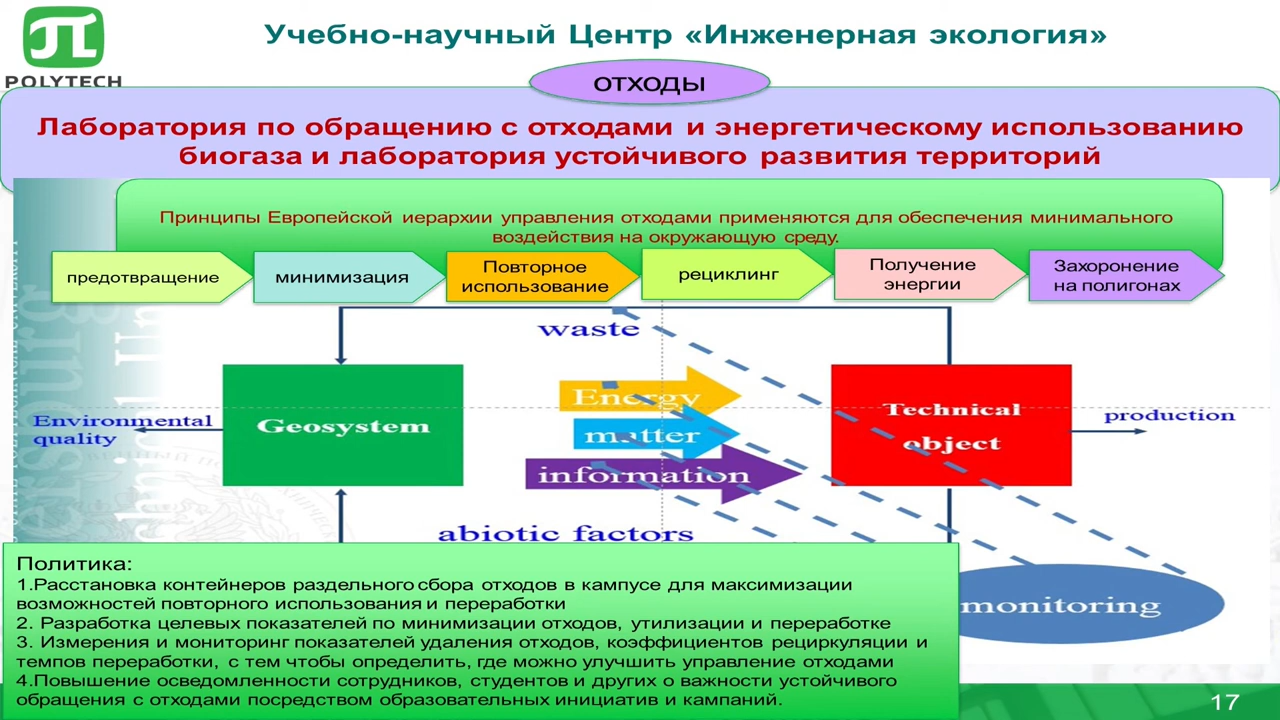 Учебно-научный Центр «Инженерная экология»
POLYTECH
отходы
Лаборатория по обращению с отходами и энергетическому использованию
биогаза и лаборатория устойчивого развития территорий
Принципы Европейской иерархии управления отходами применяются для обеспечения минимального
воздействия на окружающую среду.
предотвращение
минимизация
Повторное
использование
рециклинг
Получение
энергии
Захоронение
на полигонах
waste
Energy
matter
information
Geosystem
Technical
object
Environmental
quality
production
abiotic factors
monitoring
Политика:
1.Расстановка контейнеров раздельного сбора отходов в кампусе для максимизации
возможностей повторного использования и переработки
2. Разработка целевых показателей по минимизации отходов, утилизации и переработке
3. Измерения и мониторинг показателей удаления отходов, коэффициентов рециркуляции и
темпов переработки, с тем чтобы определить, где можно улучшить управление отходами
4.Повышение осведомленности сотрудников, студентов и других о важности устойчивого
обращения с отходами посредством образовательных инициатив и кампаний.
17